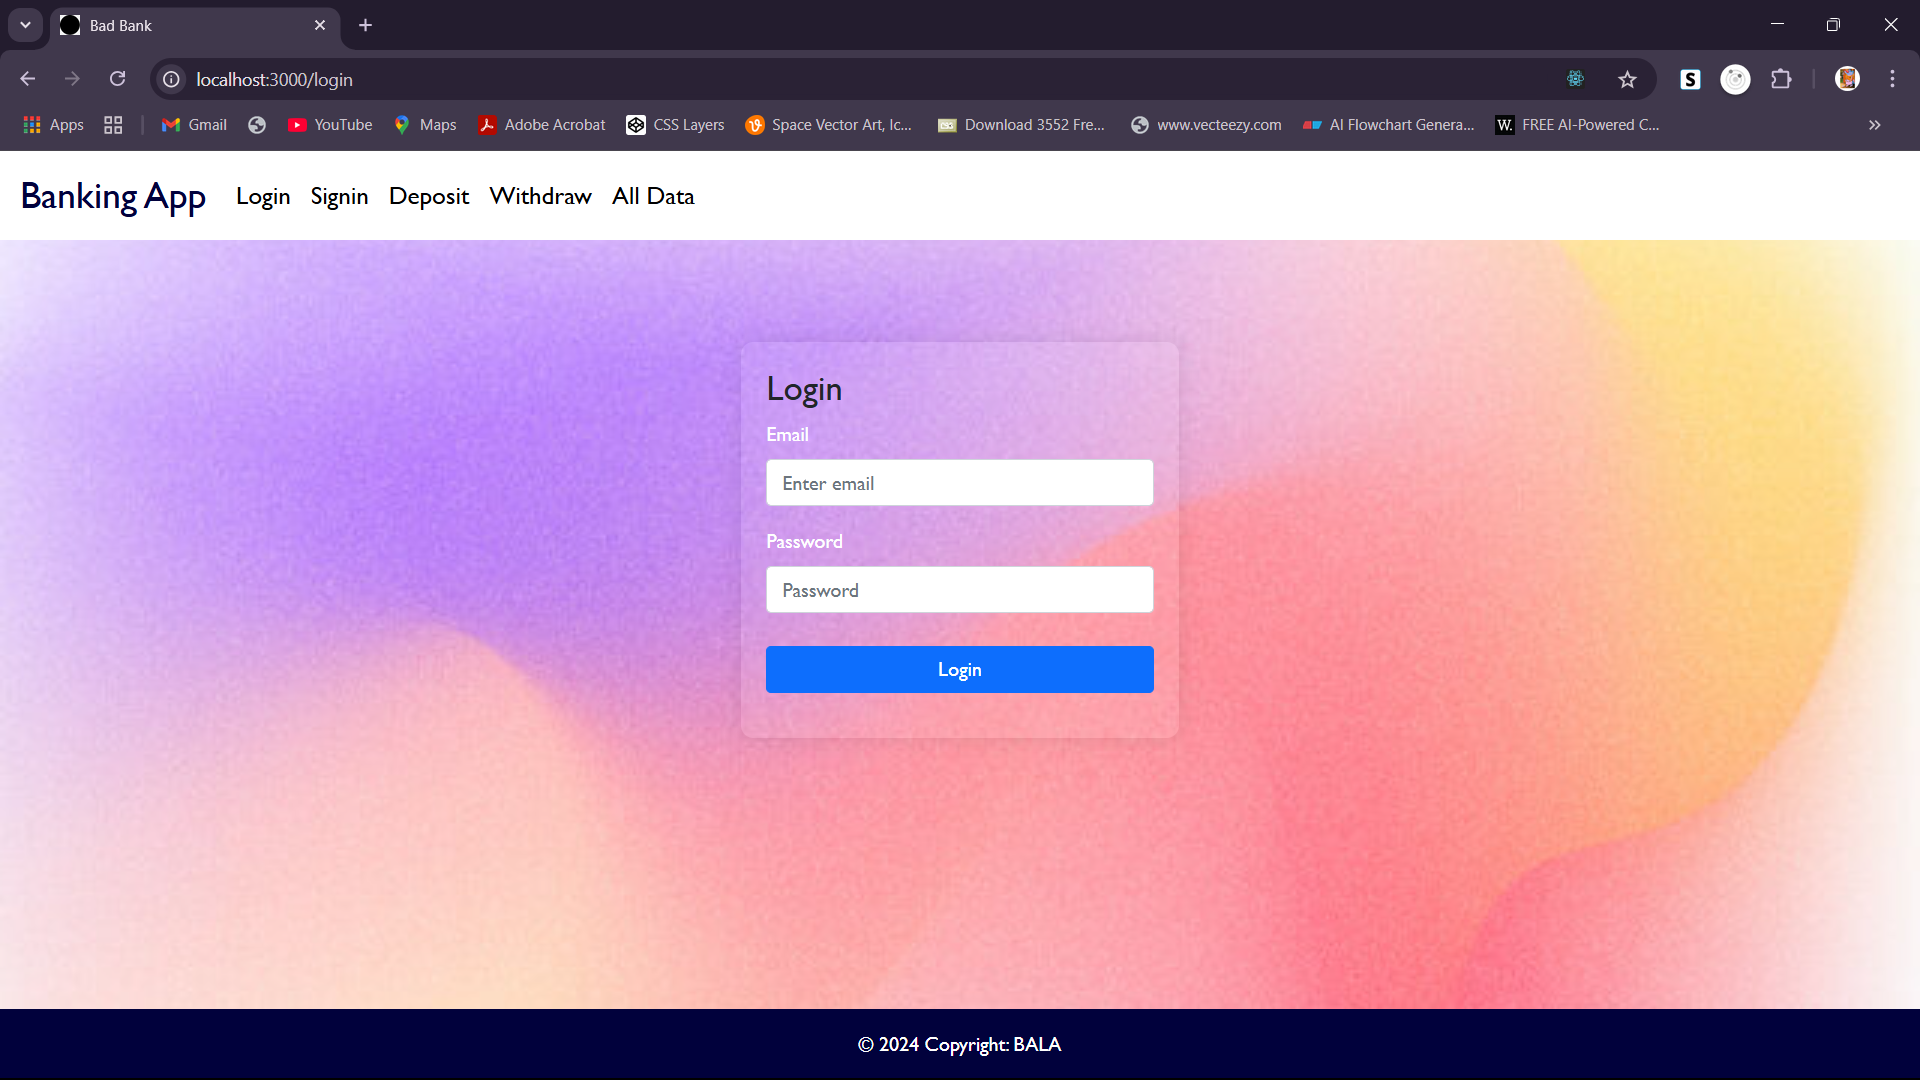 Bad Bank
localhost:3000/login
S
Apps Gmail YouTube Maps Adobe Acrobat CSS Layers Space Vector Art, Ic... Download 3552 Fre... www.vecteezy.com AI Flowchart Genera... W. FREE AI-Powered C...
Banking App Login Signin Deposit Withdraw All Data
Login
Email
Enter email
Password
Password
Login
© 2024 Copyright: BALA